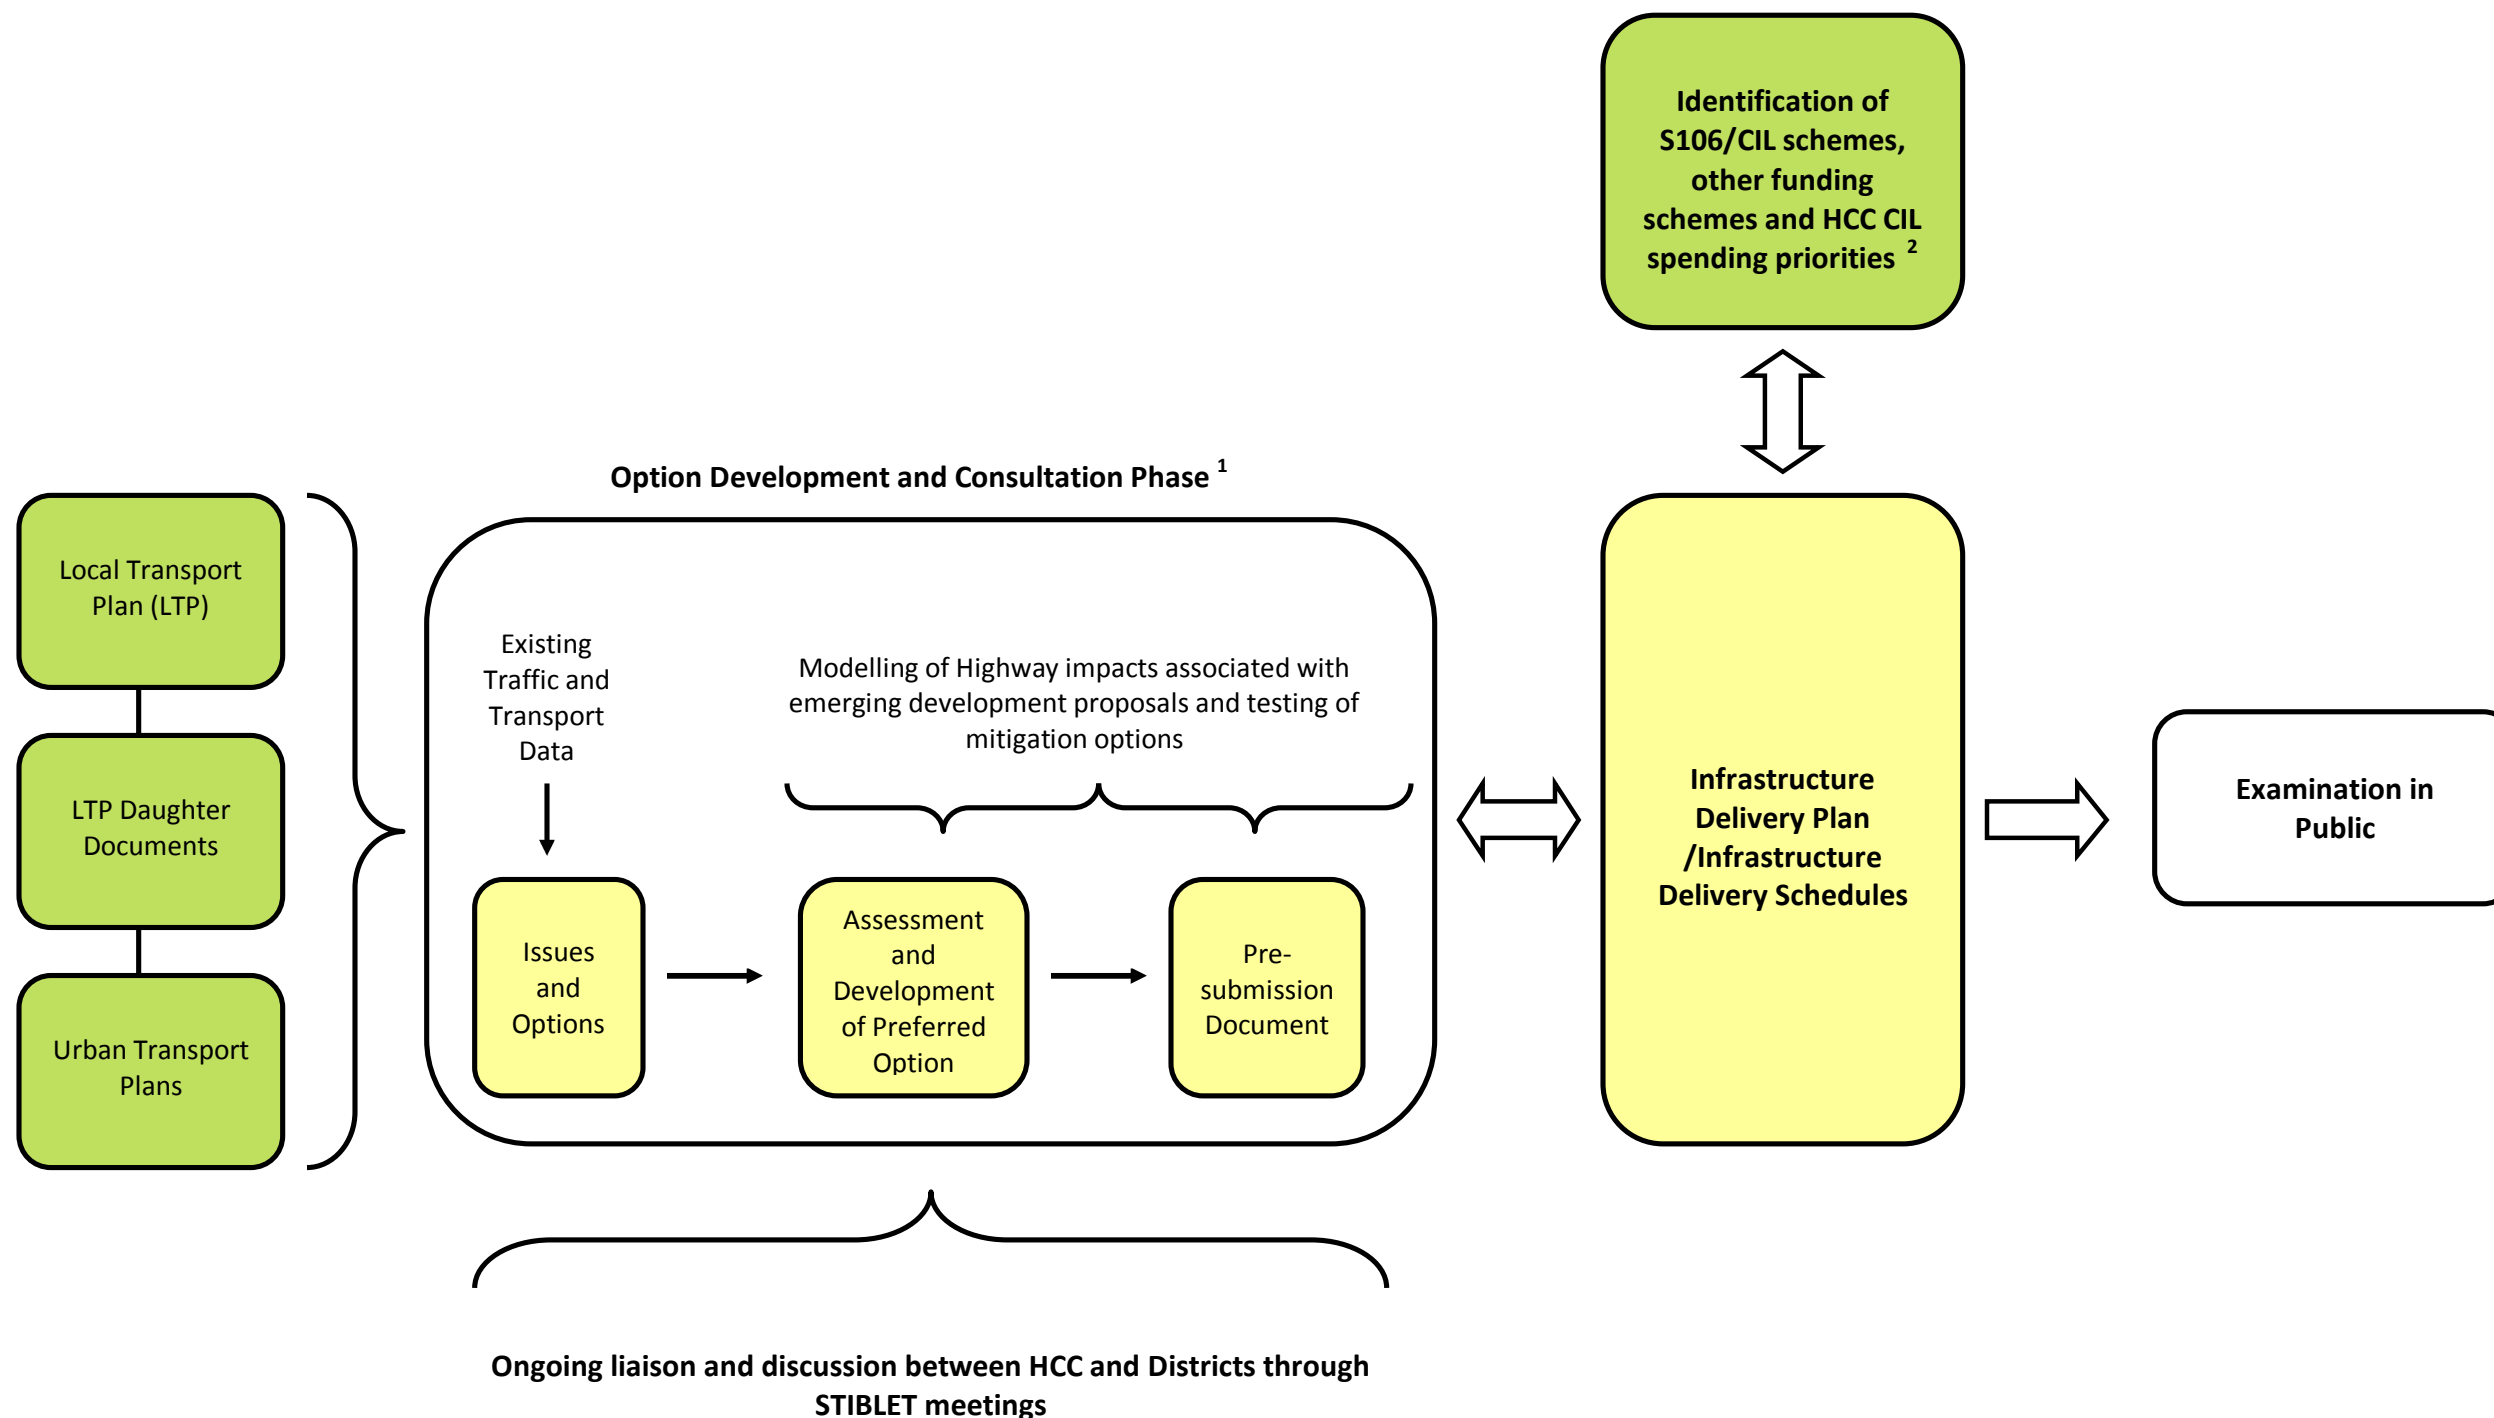 Identification of
S106/CIL schemes,
other funding
schemes and HCC CIL
spending priorities 2
Option Development and Consultation Phase 1
Local Transport
Plan (LTP)
LTP Daughter
Documents
Urban Transport
Plans
Existing
Traffic and
Transport
Data
Modelling of Highway impacts associated with
emerging development proposals and testing of
mitigation options
Issues
and
Options
Assessment
and
Development
of Preferred
Option
Pre-
submission
Document
Infrastructure
Delivery Plan
/Infrastructure
Delivery Schedules
Examination in
Public
Ongoing liaison and discussion between HCC and Districts through
STIBLET meetings